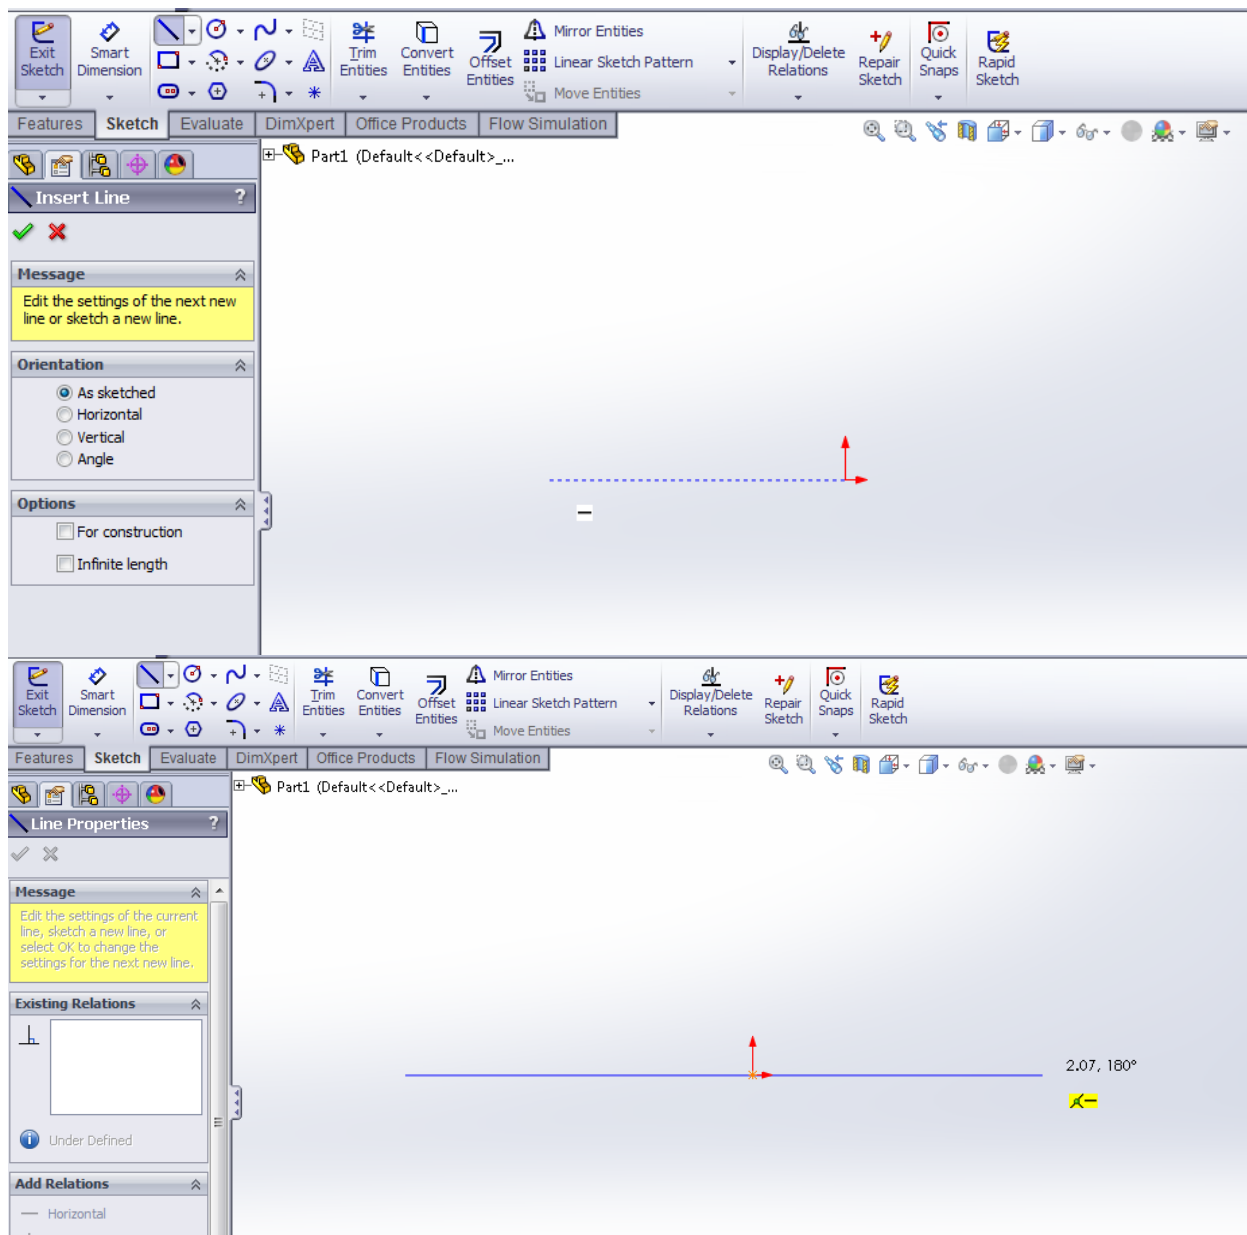 Exit
Sketch
Smart
Dimension
Trim
Entities
Convert
Entities
Offset
Entities
Mirror Entities
Linear Sketch Pattern
Move Entities
Display/Delete
Relations
Repair
Sketch
Quick
Snaps
Rapid
Sketch
Features Sketch Evaluate DimXpert Office Products Flow Simulation
Part1 (Default<<Default>_...
Insert Line ?
Message
Edit the settings of the next new
line or sketch a new line.
Orientation
As sketched
Horizontal
Vertical
Angle
Options
For construction
Infinite length
Exit
Sketch
Smart
Dimension
Trim
Entities
Convert
Entities
Offset
Entities
Mirror Entities
Linear Sketch Pattern
Move Entities
Display/Delete
Relations
Repair
Sketch
Quick
Snaps
Rapid
Sketch
Features Sketch Evaluate DimXpert Office Products Flow Simulation
Part1 (Default<<Default>_...
Line Properties ?
Message
Edit the settings of the current
line, sketch a new line, or
select OK to change the
settings for the next new line.
Existing Relations
Under Defined
Add Relations
Horizontal
2.07, 180°